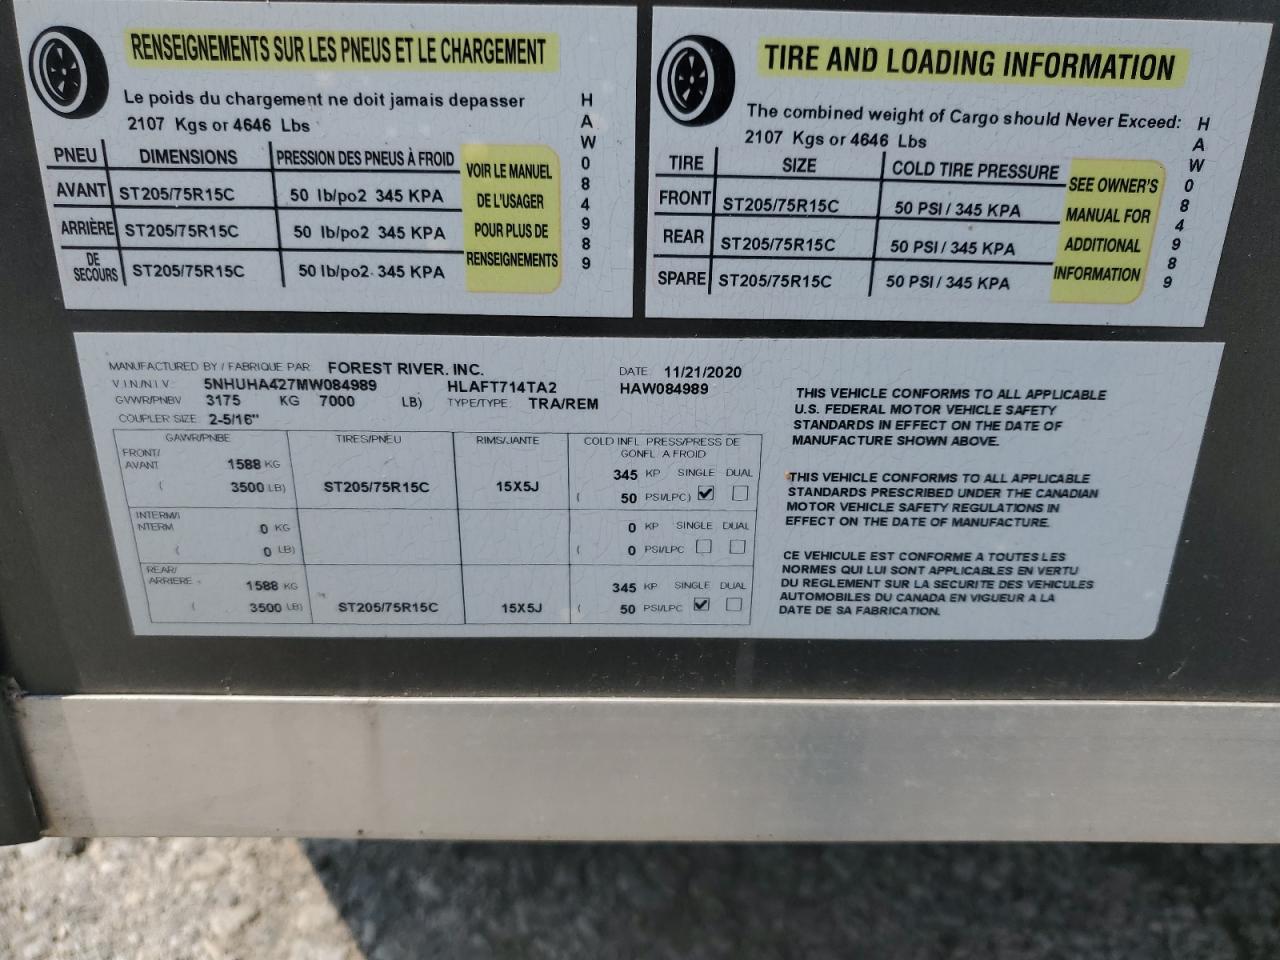 RENSEIGNEMENTS SUR LES PNEUS ET LE CHARGEMENT
Le poids du chargement ne doit jamais depasser
2107 Kgs or 4646 Lbs
PNEU DIMENSIONS PRESSION DES PNEUS À FROID
AVANT ST205/75R15C 50 lb/po2 345 KPA
ARRIÈRE ST205/75R15C 50 lb/po2 345 KPA
DE SECOURS ST205/75R15C 50 lb/po2 345 KPA
VOIR LE MANUEL
DE L'USAGER
POUR PLUS DE
RENSEIGNEMENTS
HAW084989
TIRE AND LOADING INFORMATION
The combined weight of Cargo should Never Exceed:
2107 Kgs or 4646 Lbs
TIRE SIZE COLD TIRE PRESSURE
FRONT ST205/75R15C 50 PSI / 345 KPA
REAR ST205/75R15C 50 PSI / 345 KPA
SPARE ST205/75R15C 50 PSI / 345 KPA
SEE OWNER'S
MANUAL FOR
ADDITIONAL
INFORMATION
HAW084989
MANUFACTURED BY / FABRIQUE PAR FOREST RIVER, INC. DATE 11/21/2020
V.I.N/N.I.V 5NHUHA427MW084989 HLAFT714TA2 HAW084989
GVWR/PNBV 3175 KG 7000 LB) TYPE/TYPE: TRA/REM
COUPLER SIZE: 2-5/16"
GAWR/PNBE TIRES/PNEU RIMS/JANTE COLD INFL. PRESS/PRESS DE
GONFL. A FROID
FRONT/
AVANT 1588 KG 345 KP SINGLE DUAL
( 3500 LB) ST205/75R15C 15X5J ( 50 PSI/LPC)
INTERM/
INTERM 0 KG 0 KP SINGLE DUAL
( 0 LB) ( 0 PSI/LPC
REAR/
ARRIERE 1588 KG 345 KP SINGLE DUAL
( 3500 LB) ST205/75R15C 15X5J ( 50 PSI/LPC
THIS VEHICLE CONFORMS TO ALL APPLICABLE
U.S. FEDERAL MOTOR VEHICLE SAFETY
STANDARDS IN EFFECT ON THE DATE OF
MANUFACTURE SHOWN ABOVE.
THIS VEHICLE CONFORMS TO ALL APPLICABLE
STANDARDS PRESCRIBED UNDER THE CANADIAN
MOTOR VEHICLE SAFETY REGULATIONS IN
EFFECT ON THE DATE OF MANUFACTURE.
CE VEHICULE EST CONFORME A TOUTES LES
NORMES QUI LUI SONT APPLICABLES EN VERTU
DU REGLEMENT SUR LA SECURITE DES VEHICULES
AUTOMOBILES DU CANADA EN VIGUEUR A LA
DATE DE SA FABRICATION.